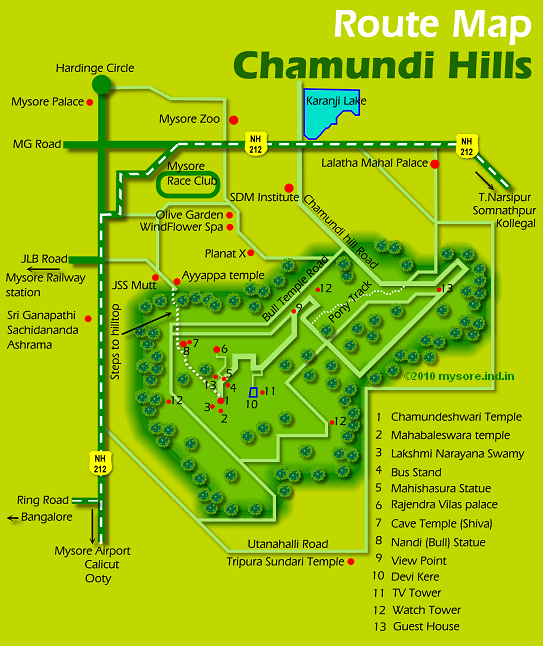 Route Map
Chamundi Hills
Hardinge Circle
Mysore Palace
Mysore Zoo
Karanji Lake
MG Road
NH
212
NH
212
Mysore
Race Club
Lalatha Mahal Palace
SDM Institute
T.Narsipur
Somnathpur
Kollegal
Olive Garden
WindFlower Spa
Chamundi hill Road
Planat X
JLB Road
Mysore Railway
station
JSS Mutt
Ayyappa temple
Bull Temple Road
Pony Track
12
13
9
Sri Ganapathi
Sachidananda
Ashrama
Steps to hilltop
7
8
6
5
13
4
12
3
1
2
10
11
12
©2010 mysore.ind.in
1 Chamundeshwari Temple
2 Mahabaleswara temple
3 Lakshmi Narayana Swamy
4 Bus Stand
5 Mahishasura Statue
6 Rajendra Vilas palace
7 Cave Temple (Shiva)
8 Nandi (Bull) Statue
9 View Point
10 Devi Kere
11 TV Tower
12 Watch Tower
13 Guest House
NH
212
Ring Road
Bangalore
Mysore Airport
Calicut
Ooty
Utanahalli Road
Tripura Sundari Temple